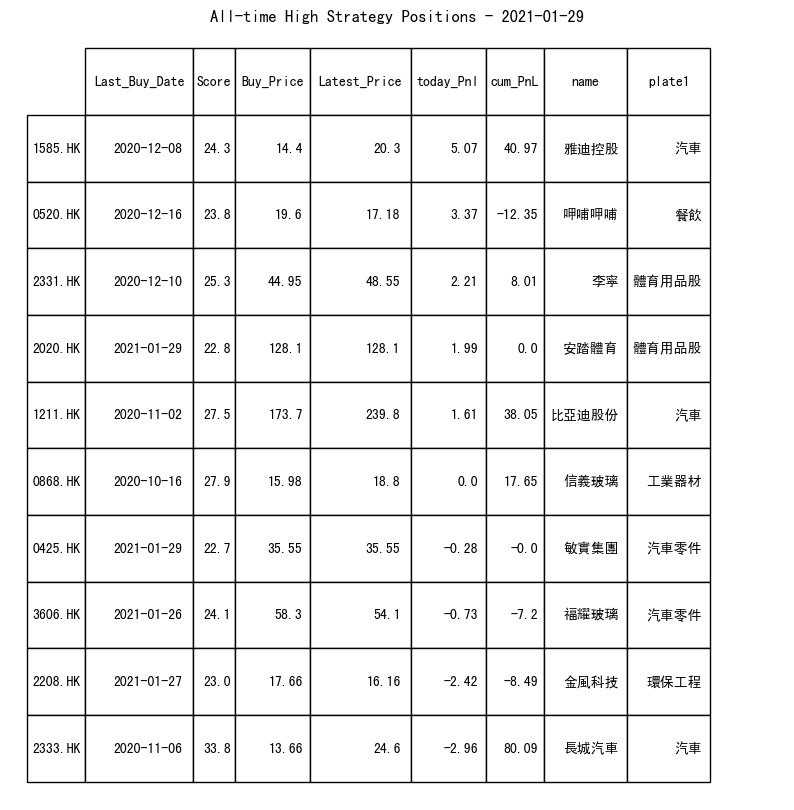 All-time High Strategy Positions - 2021-01-29
Last_Buy_Date Score Buy_Price Latest_Price today_Pnl cum_PnL name plate1
1585.HK 2020-12-08 24.3 14.4 20.3 5.07 40.97 雅迪控股 汽車
0520.HK 2020-12-16 23.8 19.6 17.18 3.37 -12.35 呷哺呷哺 餐飲
2331.HK 2020-12-10 25.3 44.95 48.55 2.21 8.01 李寧 體育用品股
2020.HK 2021-01-29 22.8 128.1 128.1 1.99 0.0 安踏體育 體育用品股
1211.HK 2020-11-02 27.5 173.7 239.8 1.61 38.05 比亞迪股份 汽車
0868.HK 2020-10-16 27.9 15.98 18.8 0.0 17.65 信義玻璃 工業器材
0425.HK 2021-01-29 22.7 35.55 35.55 -0.28 -0.0 敏實集團 汽車零件
3606.HK 2021-01-26 24.1 58.3 54.1 -0.73 -7.2 福耀玻璃 汽車零件
2208.HK 2021-01-27 23.0 17.66 16.16 -2.42 -8.49 金風科技 環保工程
2333.HK 2020-11-06 33.8 13.66 24.6 -2.96 80.09 長城汽車 汽車